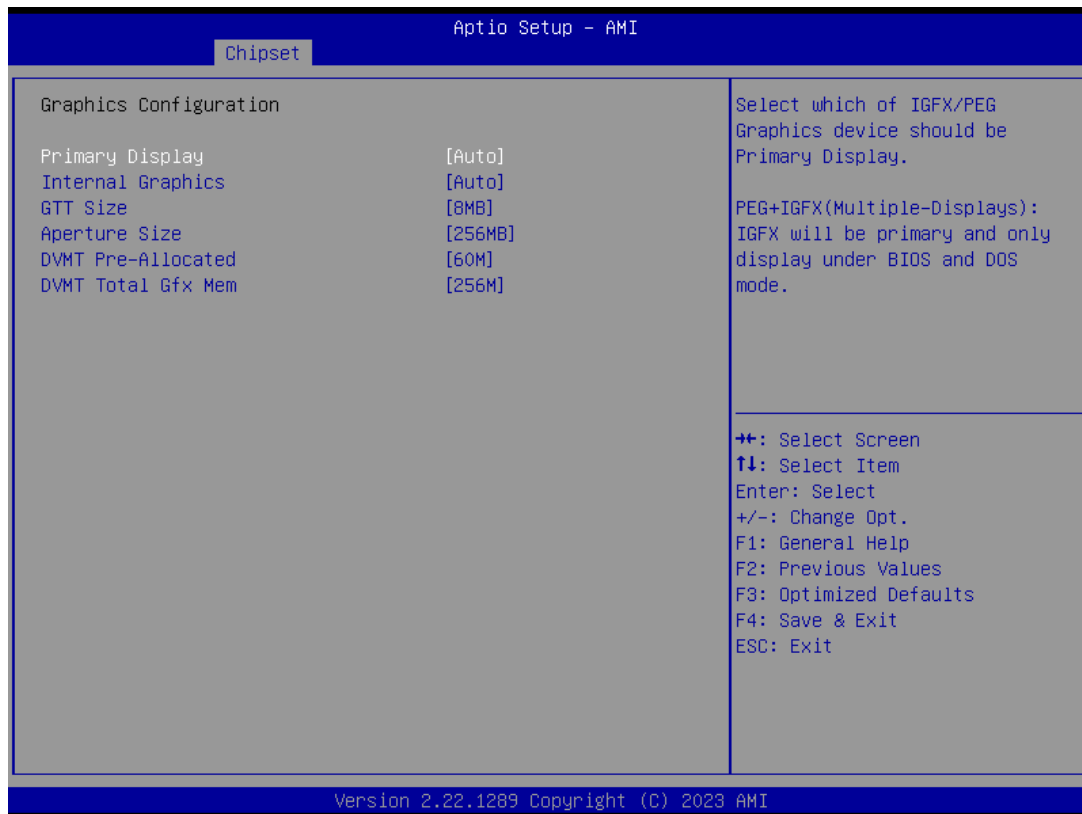 Aptio Setup – AMI
Chipset
Graphics Configuration
Primary Display [Auto]
Internal Graphics [Auto]
GTT Size [8MB]
Aperture Size [256MB]
DVMT Pre-Allocated [60M]
DVMT Total Gfx Mem [256M]
Select which of IGFX/PEG
Graphics device should be
Primary Display.
PEG+IGFX(Multiple-Displays):
IGFX will be primary and only
display under BIOS and DOS
mode.
→←: Select Screen
↑↓: Select Item
Enter: Select
+/-: Change Opt.
F1: General Help
F2: Previous Values
F3: Optimized Defaults
F4: Save & Exit
ESC: Exit
Version 2.22.1289 Copyright (C) 2023 AMI